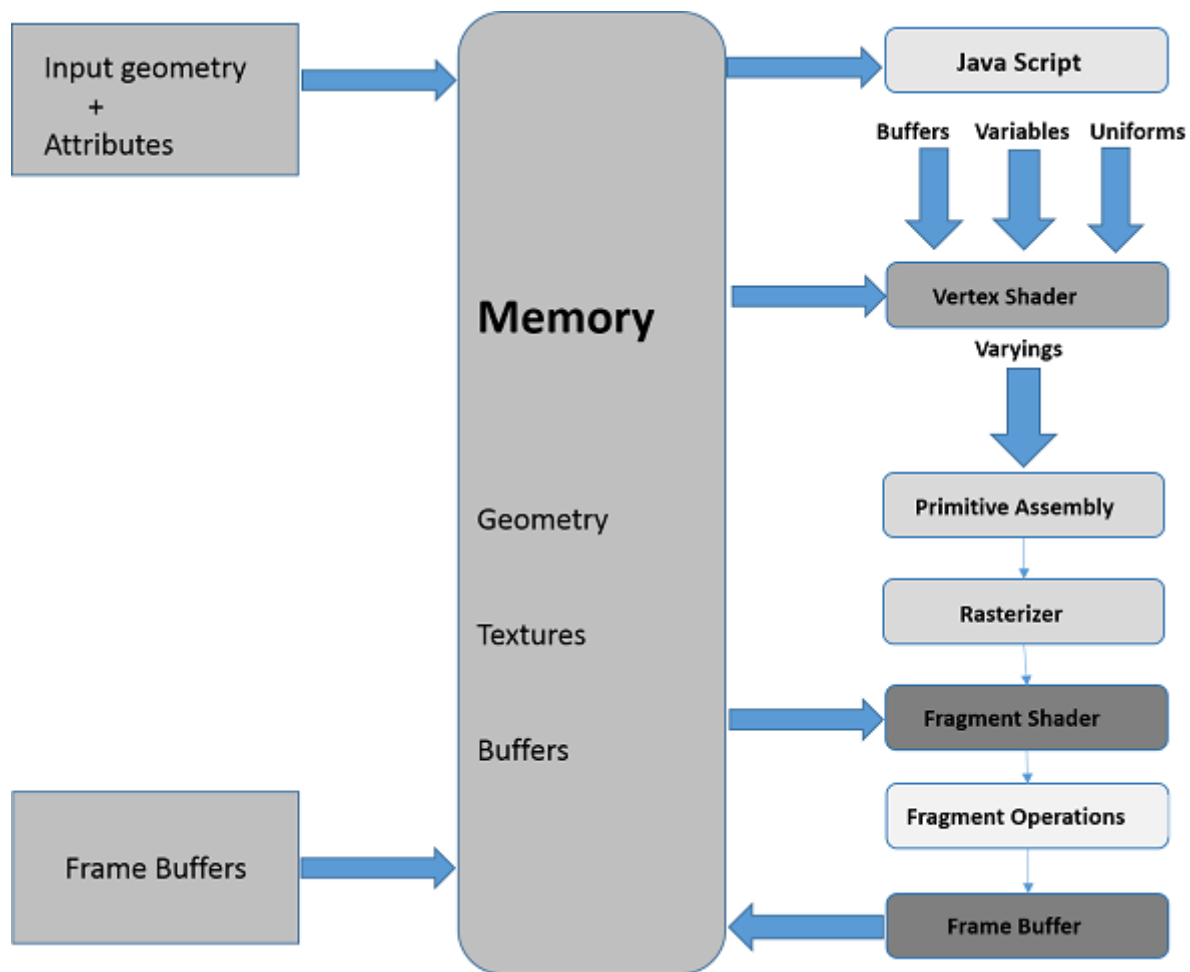 Input geometry
+
Attributes
Frame Buffers
Memory
Geometry
Textures
Buffers
Java Script
Buffers Variables Uniforms
Vertex Shader
Varyings
Primitive Assembly
Rasterizer
Fragment Shader
Fragment Operations
Frame Buffer